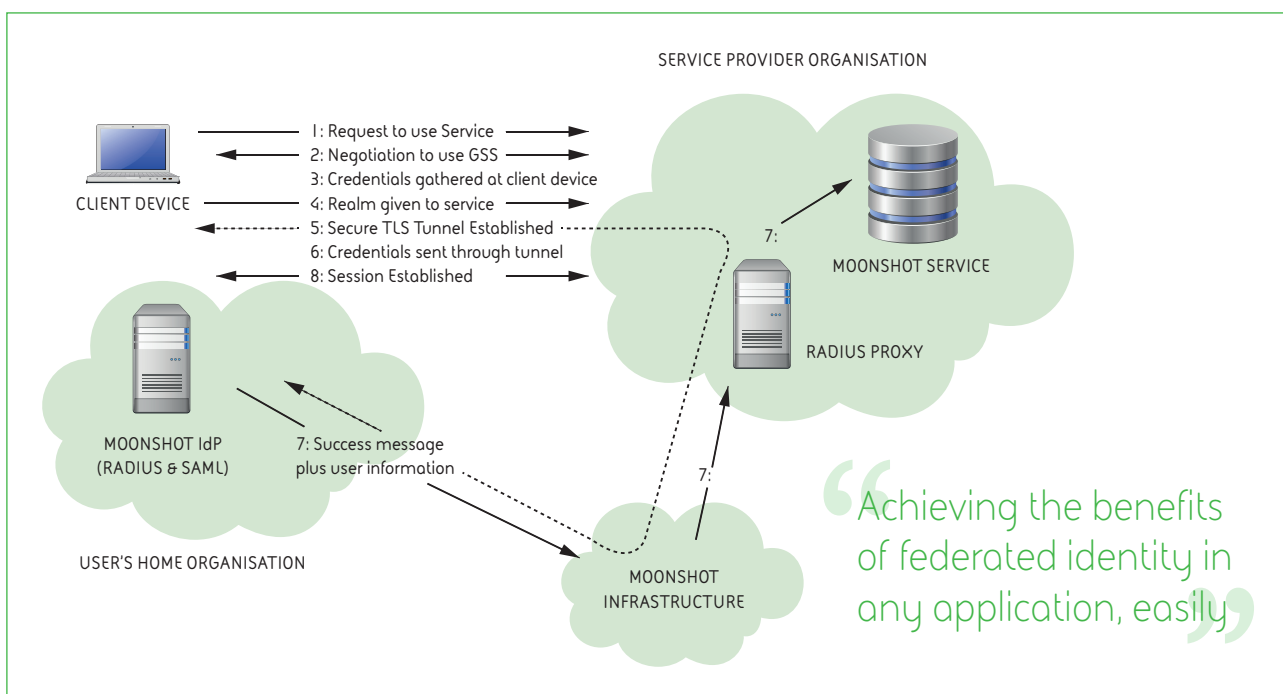 SERVICE PROVIDER ORGANISATION
1: Request to use Service
2: Negotiation to use GSS
3: Credentials gathered at client device
4: Realm given to service
5: Secure TLS Tunnel Established
6: Credentials sent through tunnel
8: Session Established
CLIENT DEVICE
7:
MOONSHOT SERVICE
RADIUS PROXY
MOONSHOT IdP
(RADIUS & SAML)
7: Success message
plus user information
7:
USER'S HOME ORGANISATION
MOONSHOT
INFRASTRUCTURE
“Achieving the benefits
of federated identity in
any application, easily”